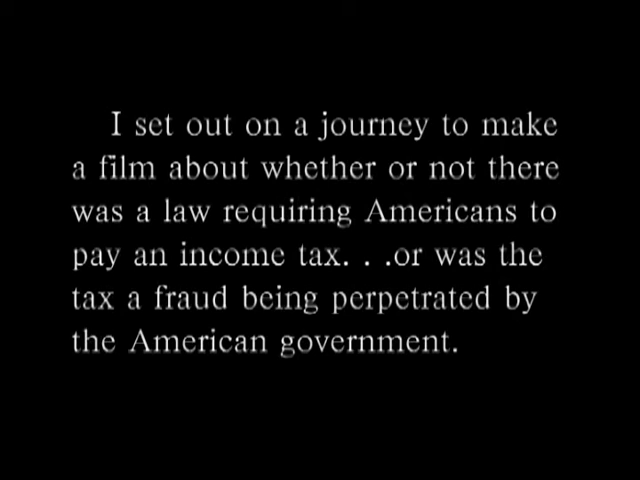 I set out on a journey to make
a film about whether or not there
was a law requiring Americans to
pay an income tax. . .or was the
tax a fraud being perpetrated by
the American government.